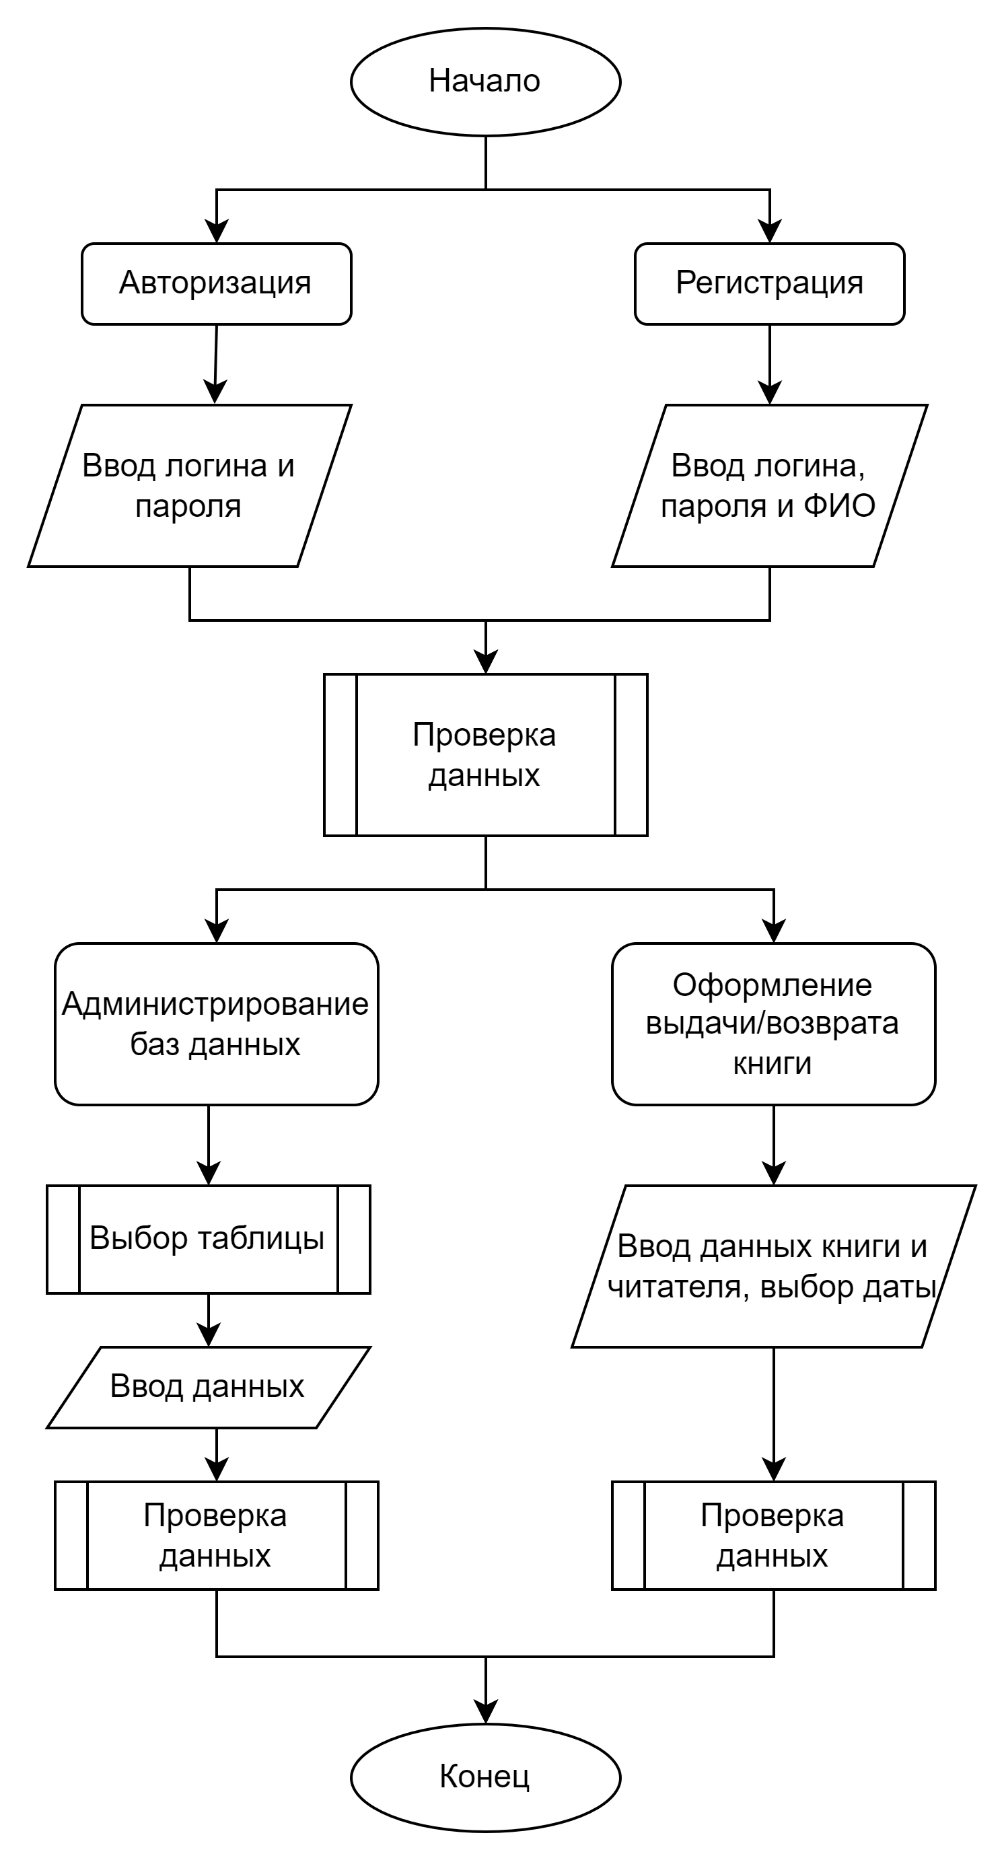 Начало
Авторизация
Регистрация
Ввод логина и
пароля
Ввод логина,
пароля и ФИО
Проверка
данных
Администрирование
баз данных
Оформление
выдачи/возврата
книги
Выбор таблицы
Ввод данных книги и
читателя, выбор даты
Ввод данных
Проверка
данных
Проверка
данных
Конец